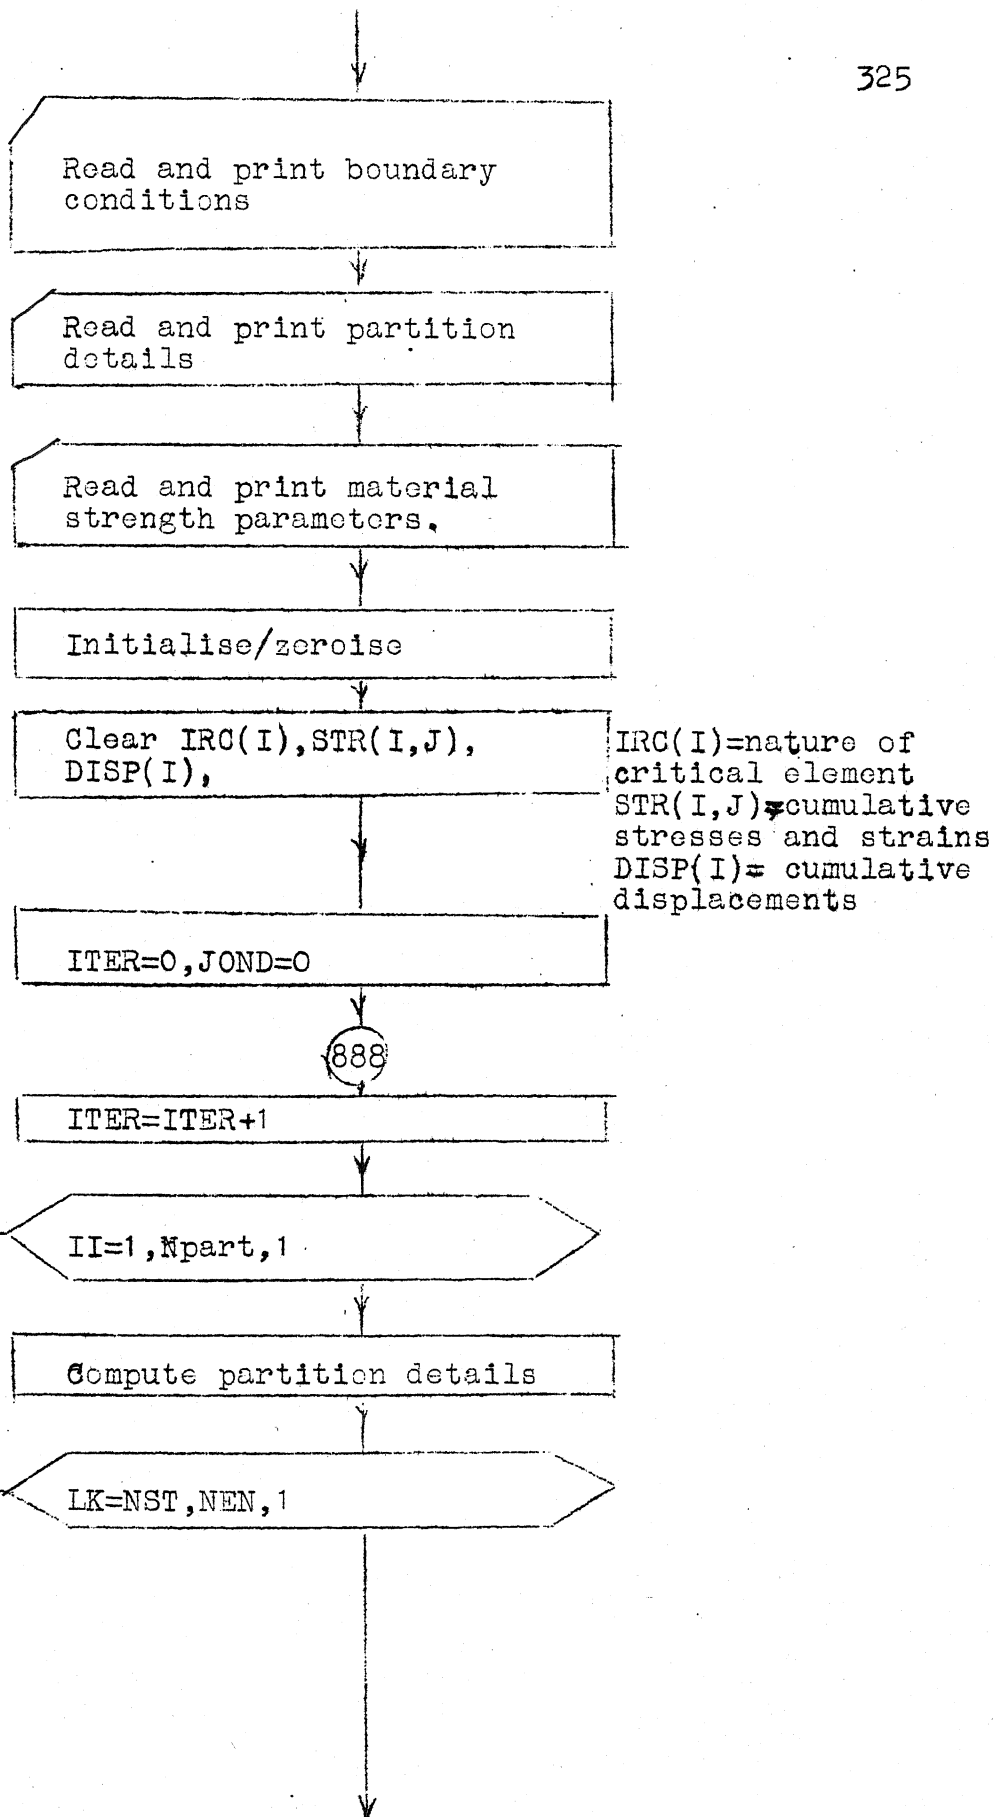 325
Read and print boundary
conditions
Read and print partition
details
Read and print material
strength parameters.
Initialise/zeroise
Clear IRC(I),STR(I,J),
DISP(I),
IRC(I)=nature of
critical element
STR(I,J)=cumulative
stresses and strains
DISP(I)= cumulative
displacements
ITER=0,JOND=0
888
ITER=ITER+1
II=1,Npart,1
Compute partition details
LK=NST,NEN,1